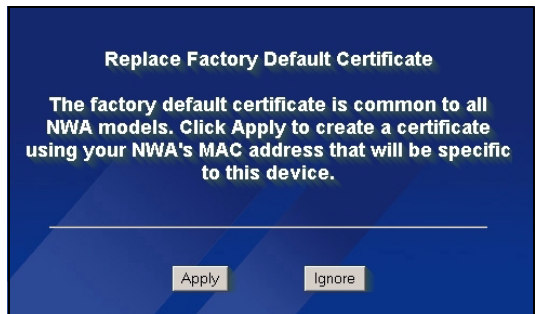 Replace Factory Default Certificate
The factory default certificate is common to all
NWA models. Click Apply to create a certificate
using your NWA's MAC address that will be specific
to this device.
Apply Ignore